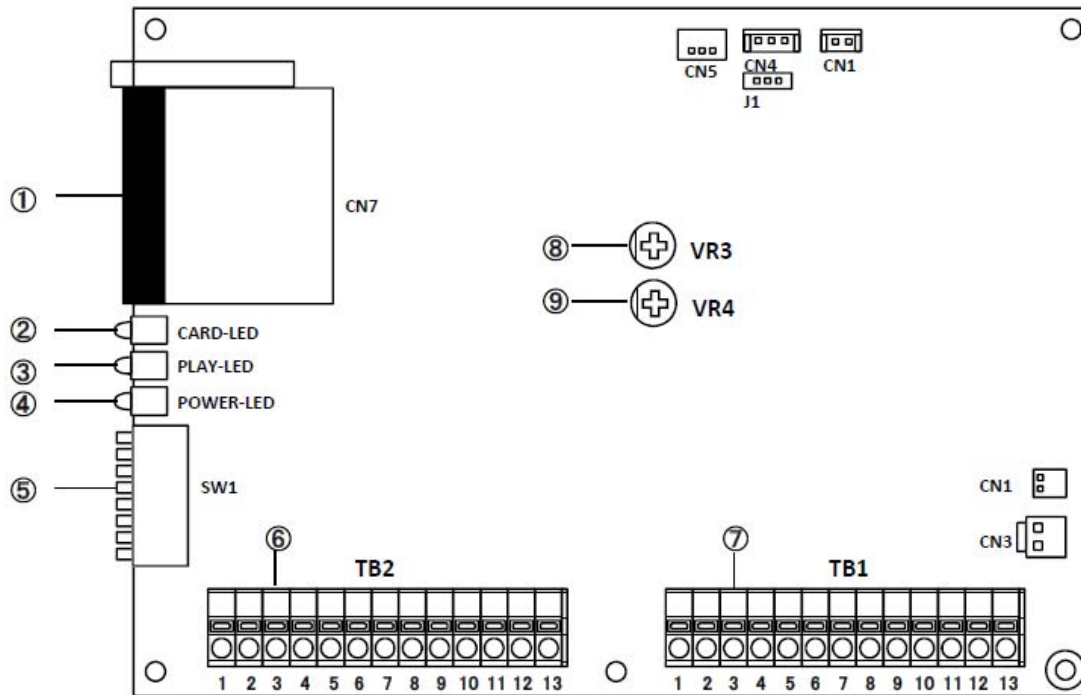 CN5 CN4 CN1
J1
① CN7
⑧ VR3
⑨ VR4
② CARD-LED
③ PLAY-LED
④ POWER-LED
⑤ SW1
CN1
CN3
⑥ ⑦
TB2 TB1
1 2 3 4 5 6 7 8 9 10 11 12 13
1 2 3 4 5 6 7 8 9 10 11 12 13